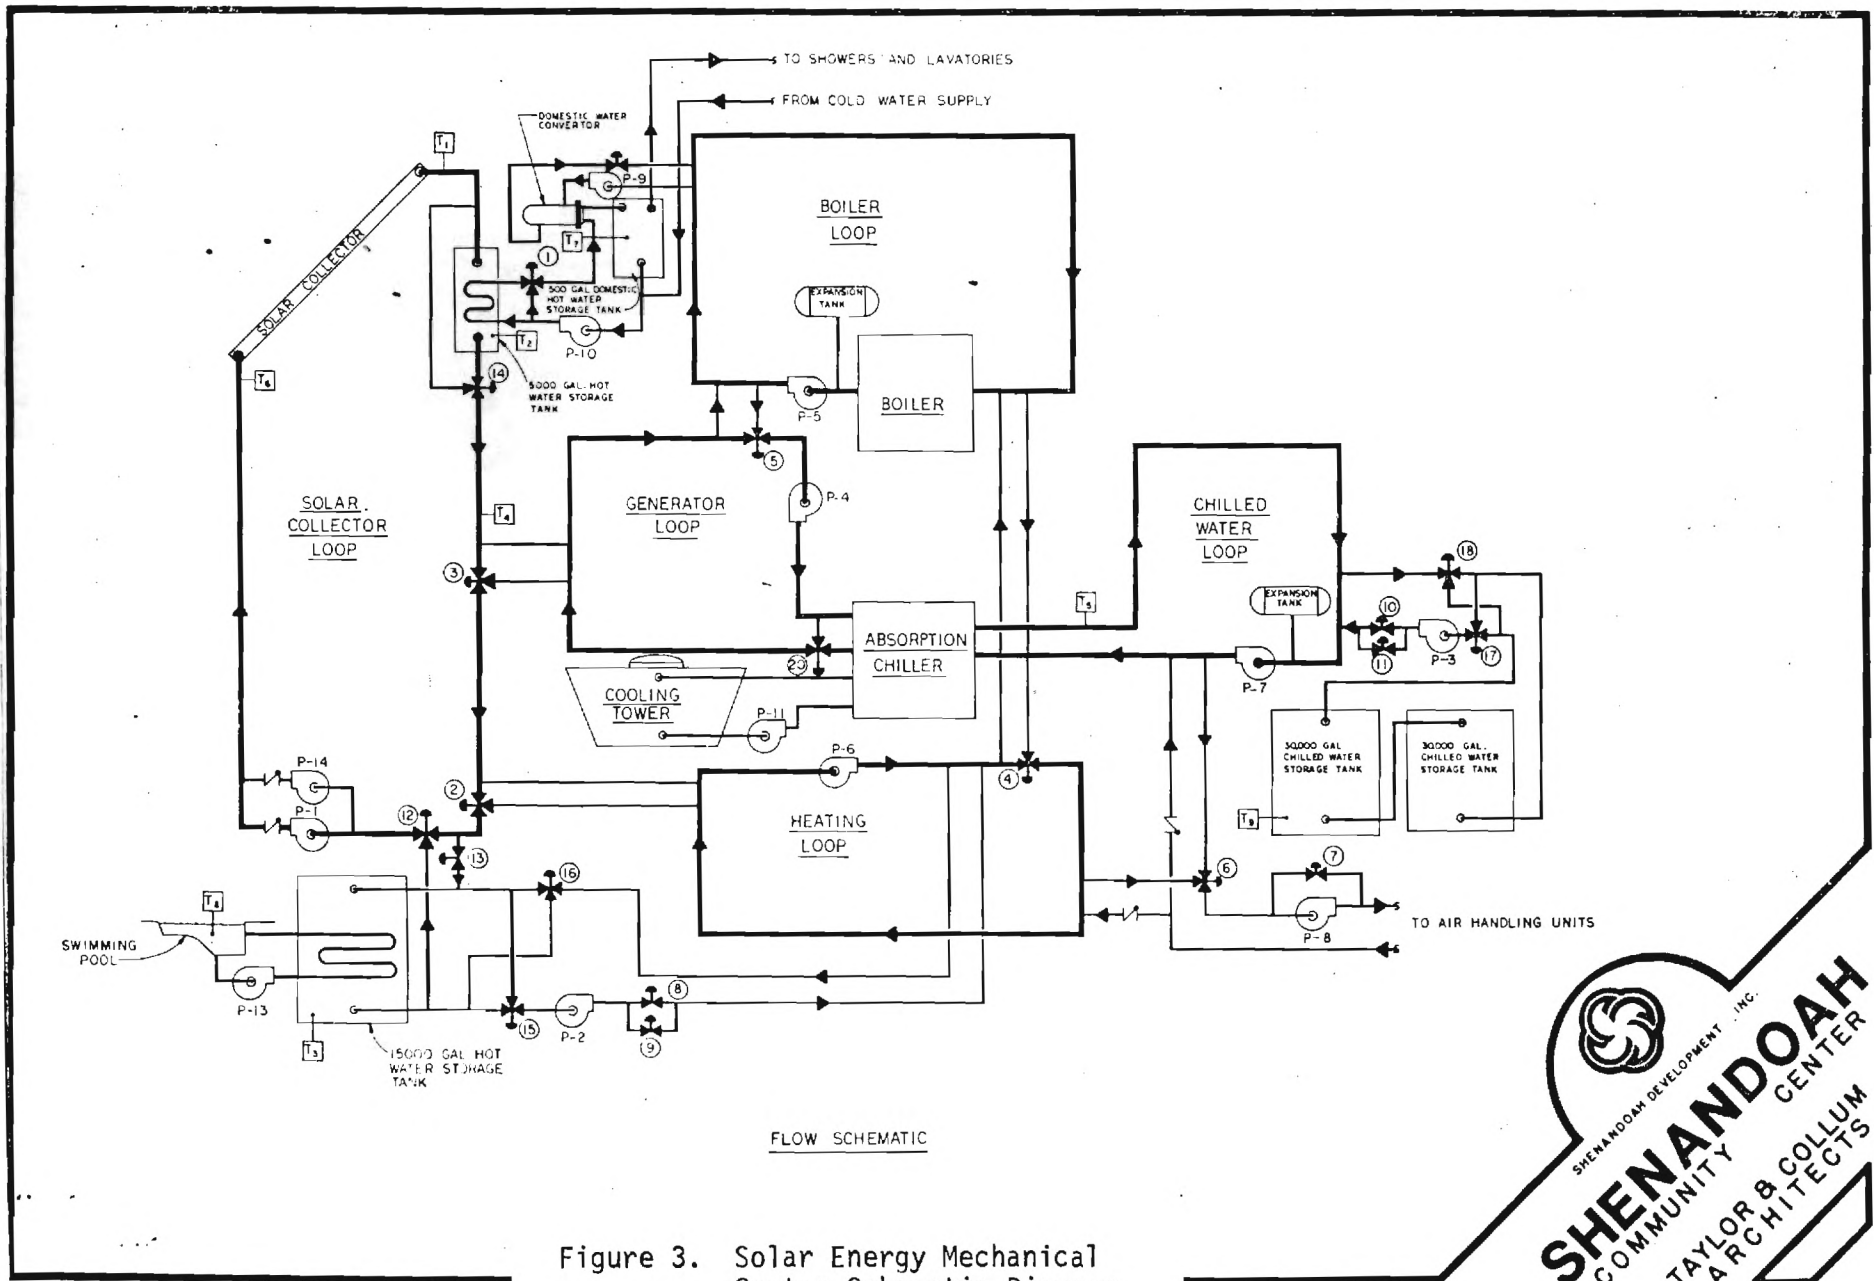 TO SHOWERS AND LAVATORIES
FROM COLD WATER SUPPLY
DOMESTIC WATER
CONVERTOR
T1
P-9
SOLAR COLLECTOR
T7
1
500 GAL DOMESTIC
HOT WATER
STORAGE TANK
BOILER
LOOP
EXPANSION
TANK
T2
P-10
T6
14
5000 GAL. HOT
WATER STORAGE
TANK
P-5
BOILER
5
SOLAR
COLLECTOR
LOOP
T4
GENERATOR
LOOP
P-4
CHILLED
WATER
LOOP
3
18
T5
EXPANSION
TANK
10
11
P-3
17
ABSORPTION
CHILLER
20
P-7
COOLING
TOWER
P-11
30,000 GAL
CHILLED WATER
STORAGE TANK
30,000 GAL.
CHILLED WATER
STORAGE TANK
P-14
P-1
12
2
P-6
4
T9
HEATING
LOOP
13
16
6
7
P-8
TO AIR HANDLING UNITS
T8
SWIMMING
POOL
P-13
T3
15
P-2
8
9
15000 GAL HOT
WATER STORAGE
TANK
FLOW SCHEMATIC
SHENANDOAH DEVELOPMENT, INC.
SHENANDOAH
COMMUNITY CENTER
TAYLOR & COLLUM
ARCHITECTS
Figure 3. Solar Energy Mechanical